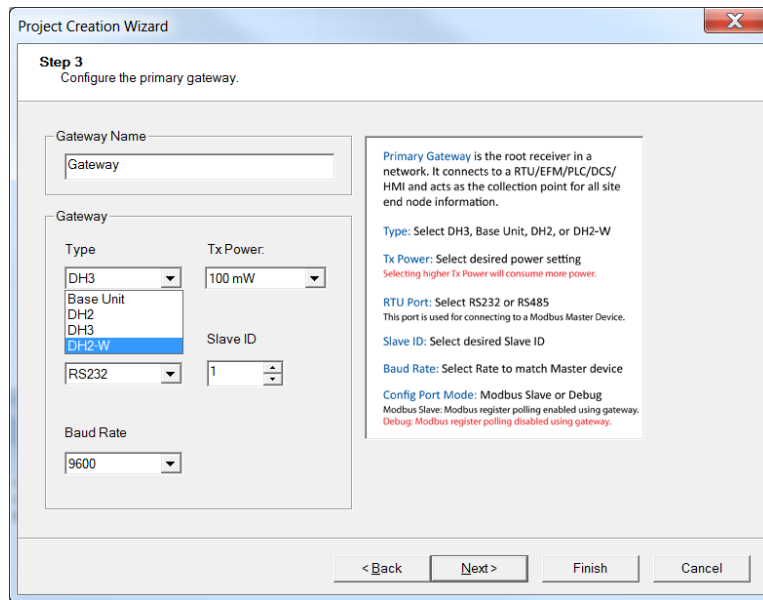 Project Creation Wizard
X
Step 3
Configure the primary gateway.
Gateway Name
Gateway
Gateway
Type
Tx Power:
DH3
100 mW
Base Unit
DH2
DH3
DH2-W
Slave ID
RS232
1
Baud Rate
9600
Primary Gateway is the root receiver in a
network. It connects to a RTU/EFM/PLC/DCS/
HMI and acts as the collection point for all site
end node information.
Type: Select DH3, Base Unit, DH2, or DH2-W
Tx Power: Select desired power setting
Selecting higher Tx Power will consume more power.
RTU Port: Select RS232 or RS485
This port is used for connecting to a Modbus Master Device.
Slave ID: Select desired Slave ID
Baud Rate: Select Rate to match Master device
Config Port Mode: Modbus Slave or Debug
Modbus Slave: Modbus register polling enabled using gateway.
Debug: Modbus register polling disabled using gateway.
< Back
Next >
Finish
Cancel